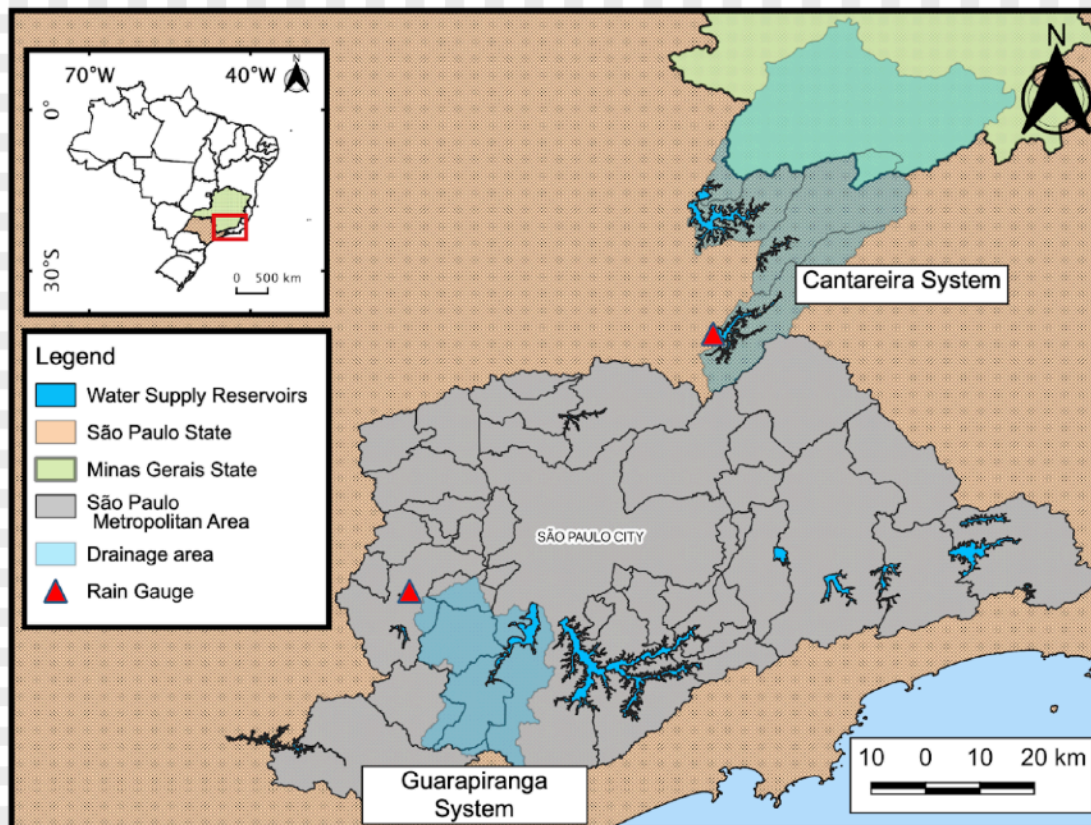 70°W
40°W
N
0°
30°S
0 500 km
N
Cantareira System
Legend
Water Supply Reservoirs
São Paulo State
Minas Gerais State
São Paulo
Metropolitan Area
Drainage area
Rain Gauge
SÃO PAULO CITY
Guarapiranga
System
10 0 10 20 km